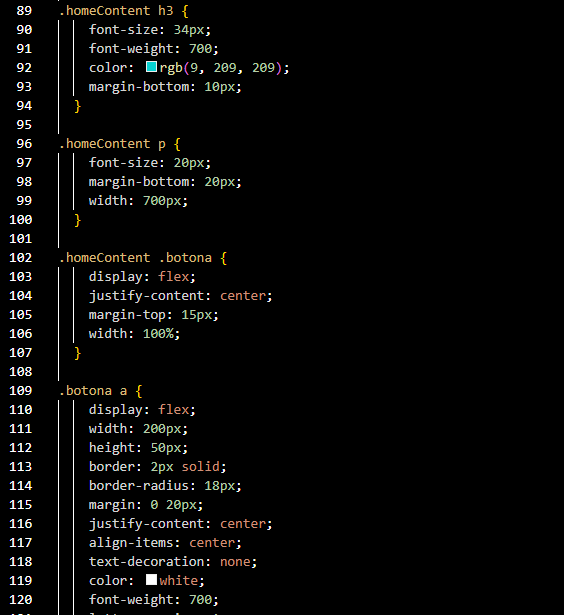 89 .homeContent h3 {
90 font-size: 34px;
91 font-weight: 700;
92 color: rgb(9, 209, 209);
93 margin-bottom: 10px;
94 }
95
96 .homeContent p {
97 font-size: 20px;
98 margin-bottom: 20px;
99 width: 700px;
100 }
101
102 .homeContent .botona {
103 display: flex;
104 justify-content: center;
105 margin-top: 15px;
106 width: 100%;
107 }
108
109 .botona a {
110 display: flex;
111 width: 200px;
112 height: 50px;
113 border: 2px solid;
114 border-radius: 18px;
115 margin: 0 20px;
116 justify-content: center;
117 align-items: center;
118 text-decoration: none;
119 color: white;
120 font-weight: 700;